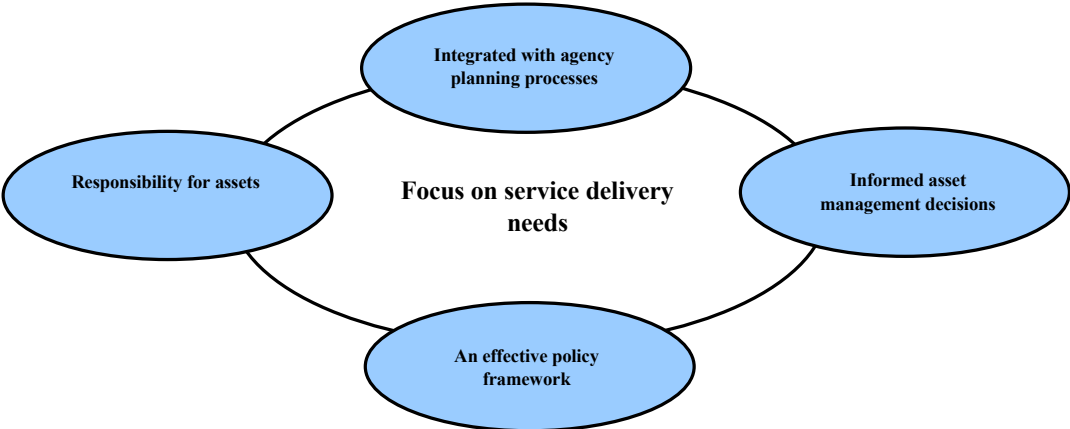 Integrated with agency
planning processes
Responsibility for assets
Focus on service delivery
needs
Informed asset
management decisions
An effective policy
framework